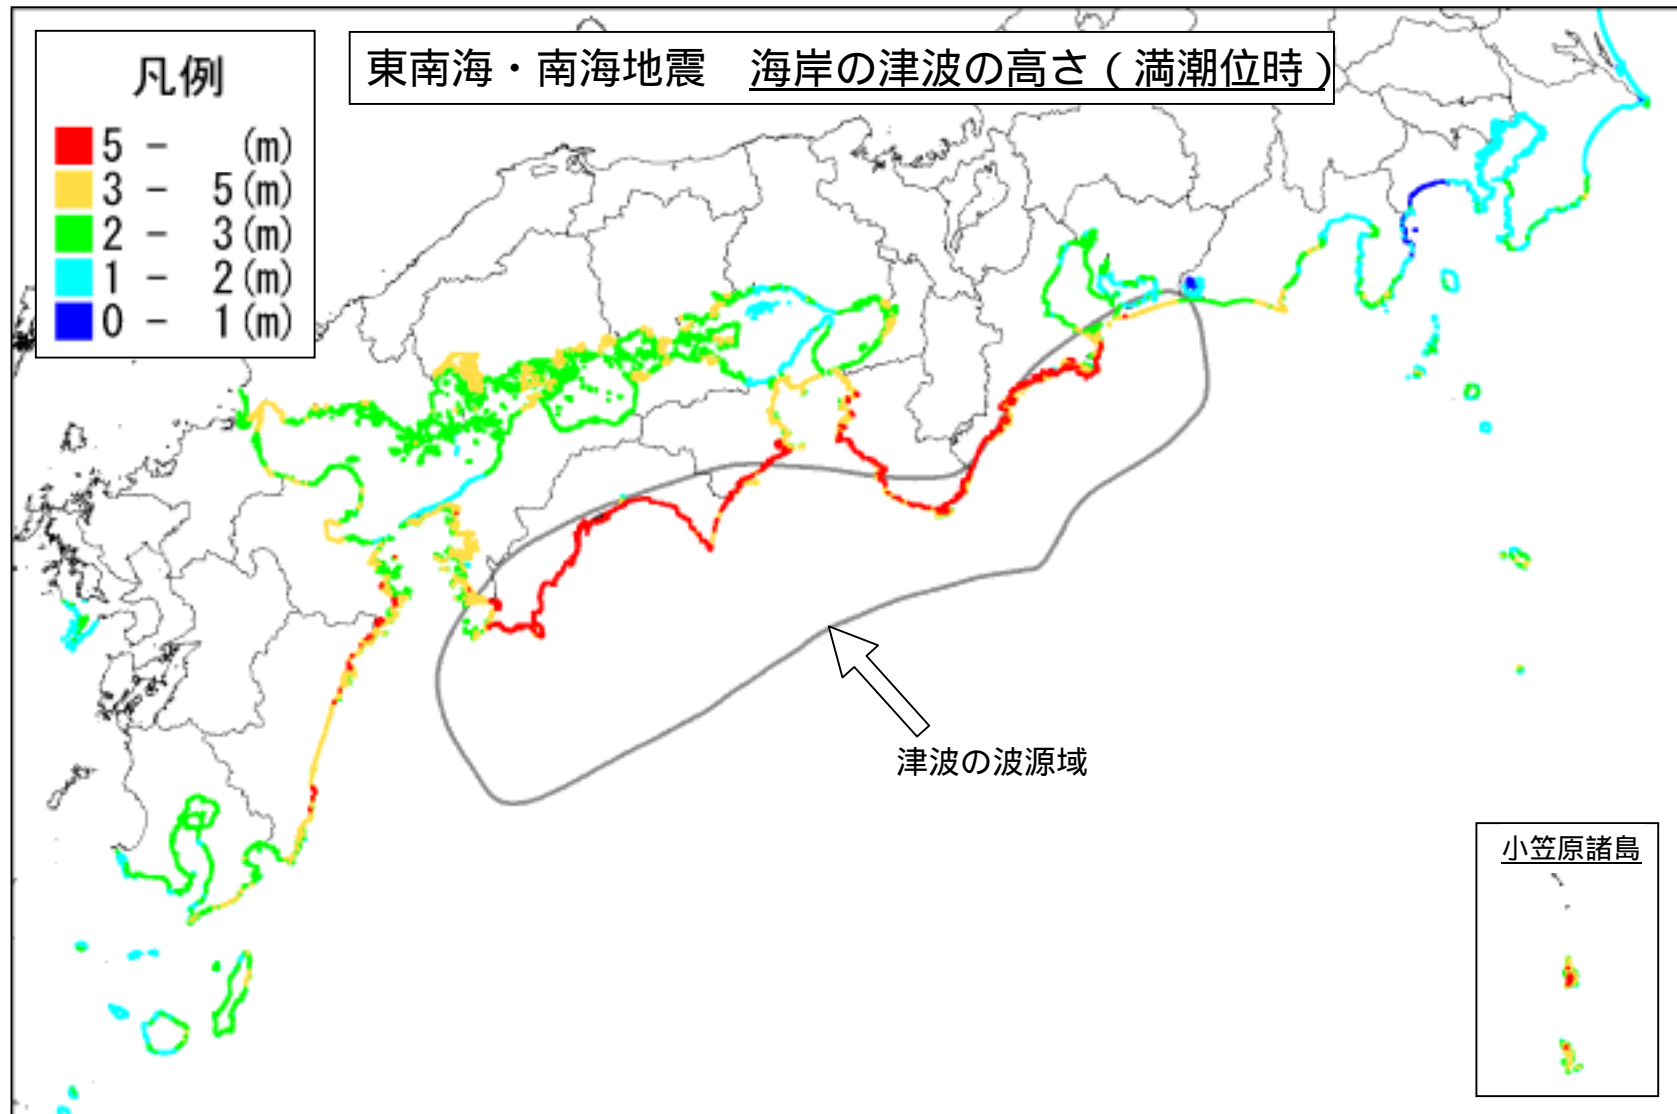 東南海・南海地震　海岸の津波の高さ（満潮位時）
凡例
5 － (m)
3 － 5(m)
2 － 3(m)
1 － 2(m)
0 － 1(m)
津波の波源域
小笠原諸島